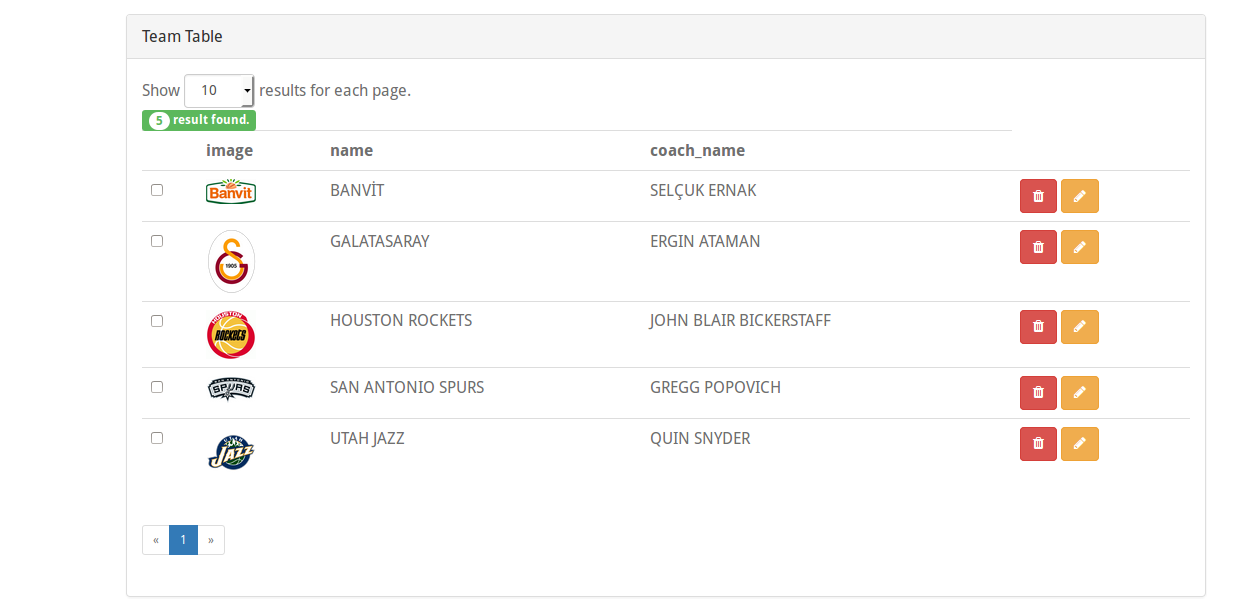 Team Table
Show 10 results for each page.
5 result found.
image name coach_name
Banvit BANVİT SELÇUK ERNAK
1905 GALATASARAY ERGIN ATAMAN
HOUSTON ROCKETS HOUSTON ROCKETS JOHN BLAIR BICKERSTAFF
SAN ANTONIO SPURS SAN ANTONIO SPURS GREGG POPOVICH
UTAH JAZZ UTAH JAZZ QUIN SNYDER
« 1 »